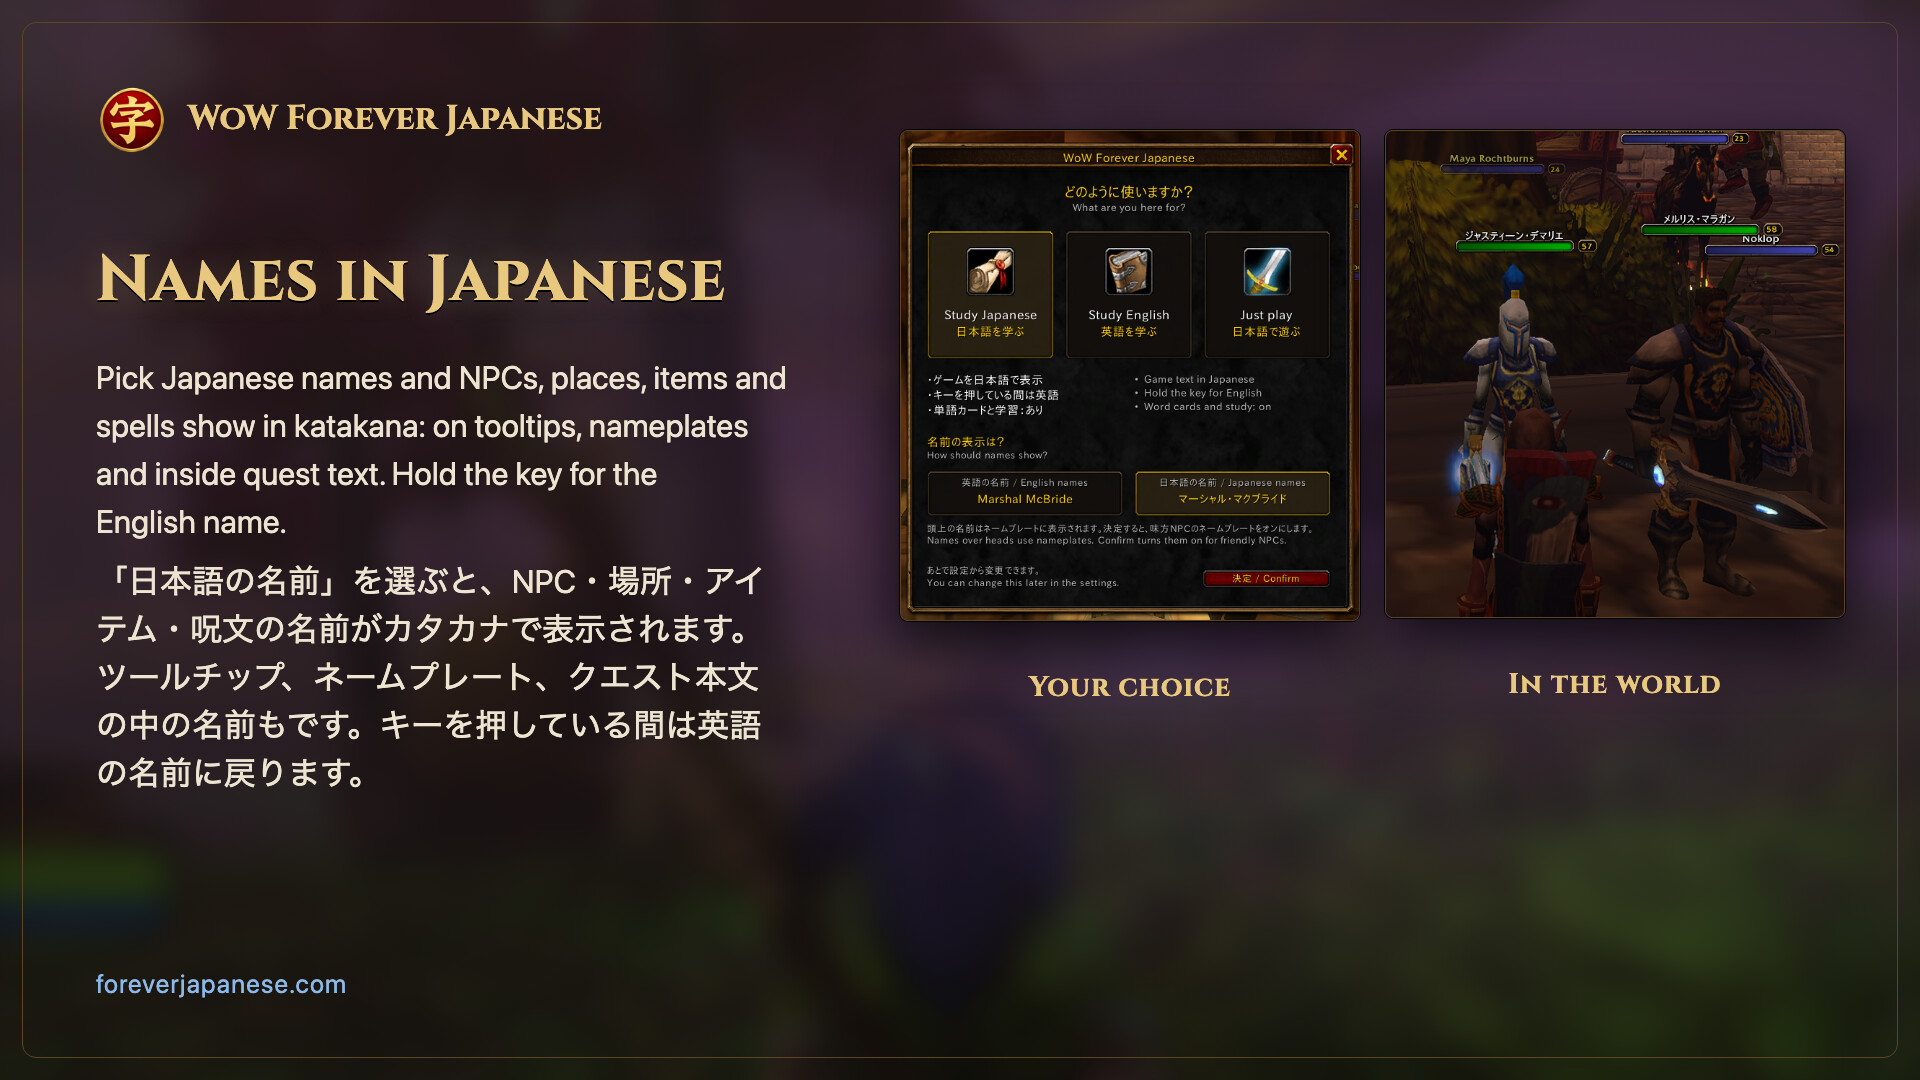 字
WoW Forever Japanese
Names in Japanese
Pick Japanese names and NPCs, places, items and
spells show in katakana: on tooltips, nameplates
and inside quest text. Hold the key for the
English name.
「日本語の名前」を選ぶと、NPC・場所・アイ
テム・呪文の名前がカタカナで表示されます。
ツールチップ、ネームプレート、クエスト本文
の中の名前もです。キーを押している間は英語
の名前に戻ります。
foreverjapanese.com
WoW Forever Japanese
どのように使いますか？
What are you here for?
Study Japanese
日本語を学ぶ
Study English
英語を学ぶ
Just play
日本語で遊ぶ
・ゲームを日本語で表示
・キーを押している間は英語
・単語カードと学習：あり
• Game text in Japanese
• Hold the key for English
• Word cards and study: on
名前の表示は？
How should names show?
英語の名前 / English names
Marshal McBride
日本語の名前 / Japanese names
マーシャル・マクブライド
頭上の名前はネームプレートに表示されます。決定すると、味方NPCのネームプレートをオンにします。
Names over heads use nameplates. Confirm turns them on for friendly NPCs.
あとで設定から変更できます。
You can change this later in the settings.
決定 / Confirm
Your choice
23
Maya Rochtburns
24
メルリス・マラガン
58
ジャスティーン・デマリエ
57
Noklop
54
In the world